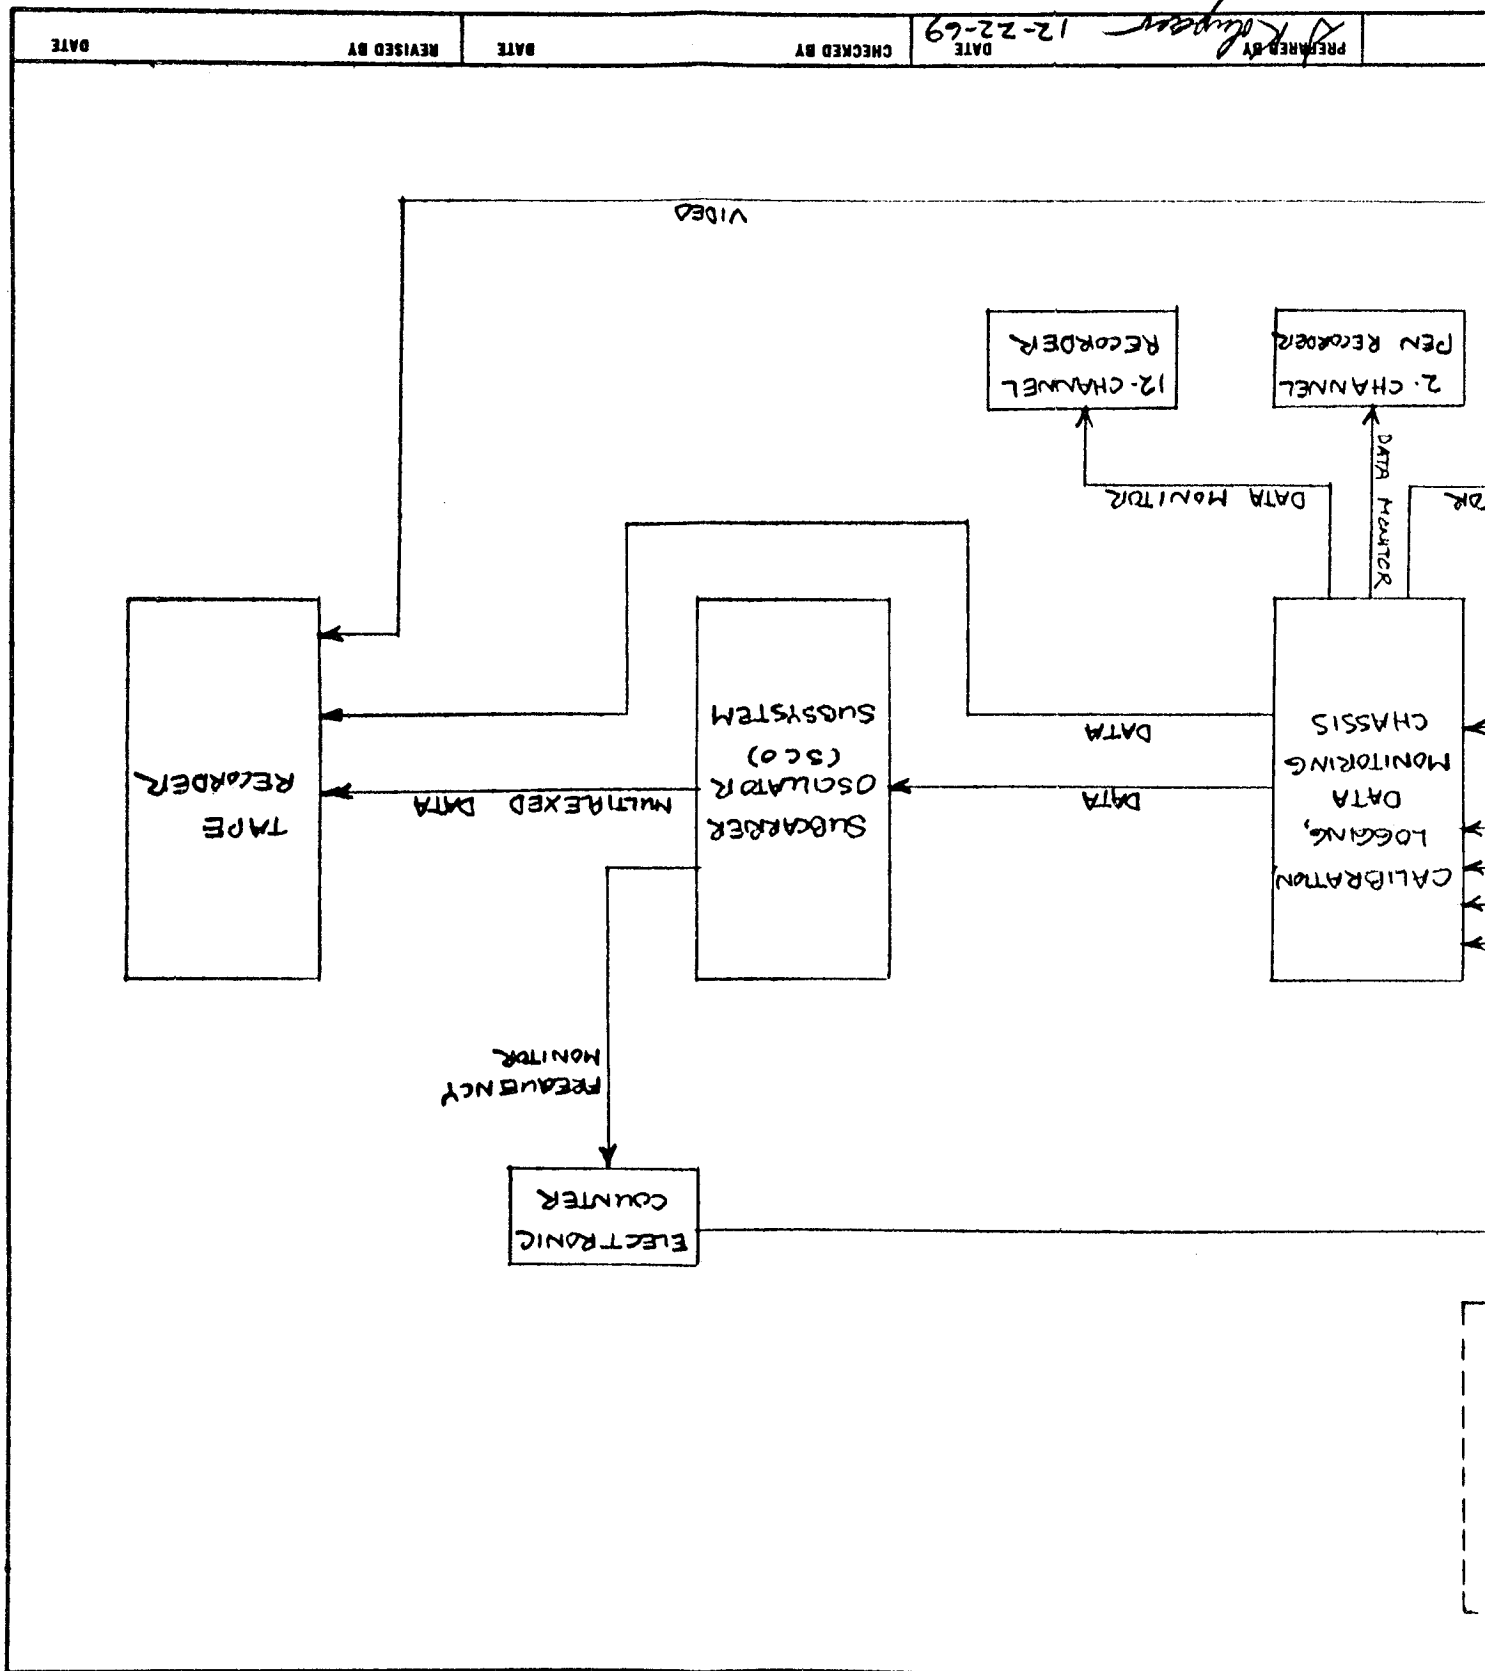 ELECTRONIC
COUNTER
FREQUENCY
MONITOR
CALIBRATION,
LOGGING,
DATA
MONITORING
CHASSIS
DATA
DATA
SUBCARRIER
OSCILLATOR
(SCO)
SUBSYSTEM
MULTIPLEXED DATA
TAPE
RECORDER
DATA MONITOR
DATA MONITOR
2-CHANNEL
PEN RECORDER
12-CHANNEL
RECORDER
VIDEO
PREPARED BY
DATE
12-22-69
CHECKED BY
DATE
REVISED BY
DATE